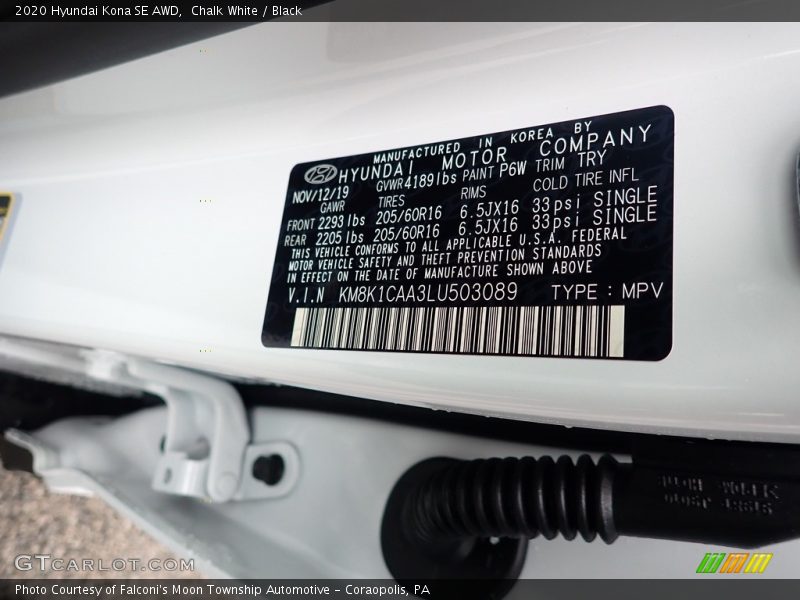 2020 Hyundai Kona SE AWD, Chalk White / Black
MANUFACTURED IN KOREA BY
HYUNDAI MOTOR COMPANY
NOV/12/19 GVWR 4189 lbs PAINT P6W TRIM TRY
GAWR TIRES RIMS COLD TIRE INFL
FRONT 2293 lbs 205/60R16 6.5JX16 33psi SINGLE
REAR 2205 lbs 205/60R16 6.5JX16 33psi SINGLE
THIS VEHICLE CONFORMS TO ALL APPLICABLE U.S.A. FEDERAL
MOTOR VEHICLE SAFETY AND THEFT PREVENTION STANDARDS
IN EFFECT ON THE DATE OF MANUFACTURE SHOWN ABOVE
V.I.N KM8K1CAA3LU503089 TYPE : MPV
GTCARLOT.COM
Photo Courtesy of Falconi's Moon Township Automotive - Coraopolis, PA